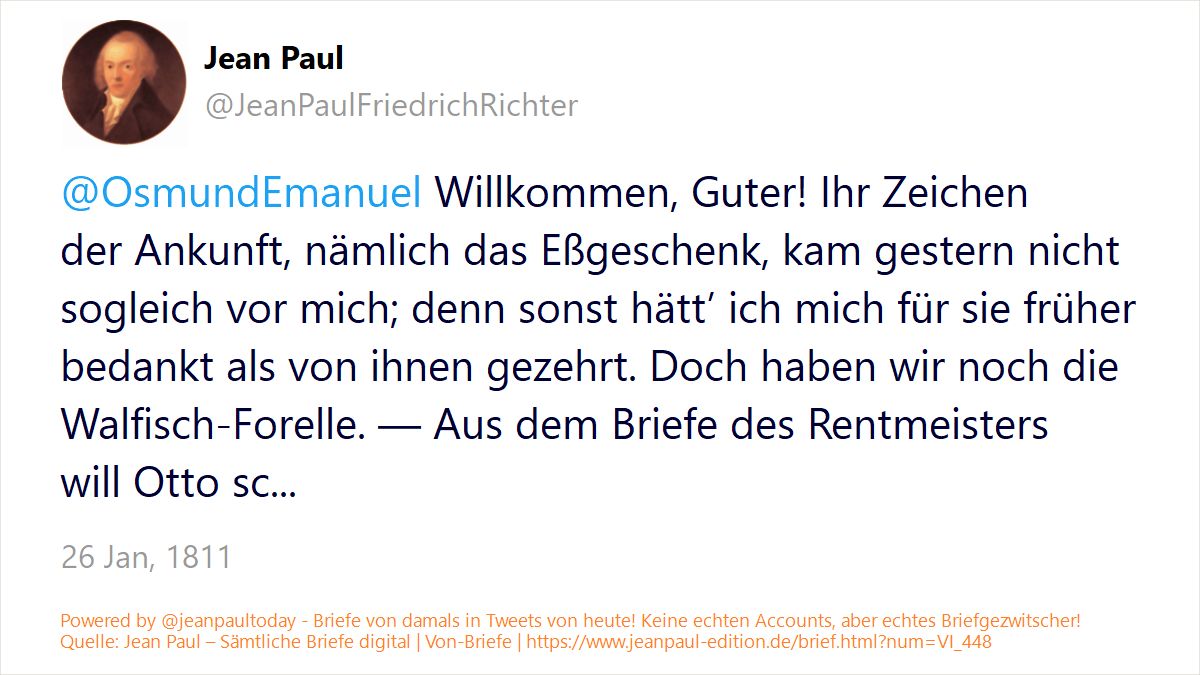 Jean Paul
@JeanPaulFriedrichRichter
@OsmundEmanuel Willkommen, Guter! Ihr Zeichen
der Ankunft, nämlich das Eßgeschenk, kam gestern nicht
sogleich vor mich; denn sonst hätt’ ich mich für sie früher
bedankt als von ihnen gezehrt. Doch haben wir noch die
Walfisch-Forelle. — Aus dem Briefe des Rentmeisters
will Otto sc...
26 Jan, 1811
Powered by @jeanpaultoday - Briefe von damals in Tweets von heute! Keine echten Accounts, aber echtes Briefgezwitscher!
Quelle: Jean Paul – Sämtliche Briefe digital | Von-Briefe | https://www.jeanpaul-edition.de/brief.html?num=VI_448